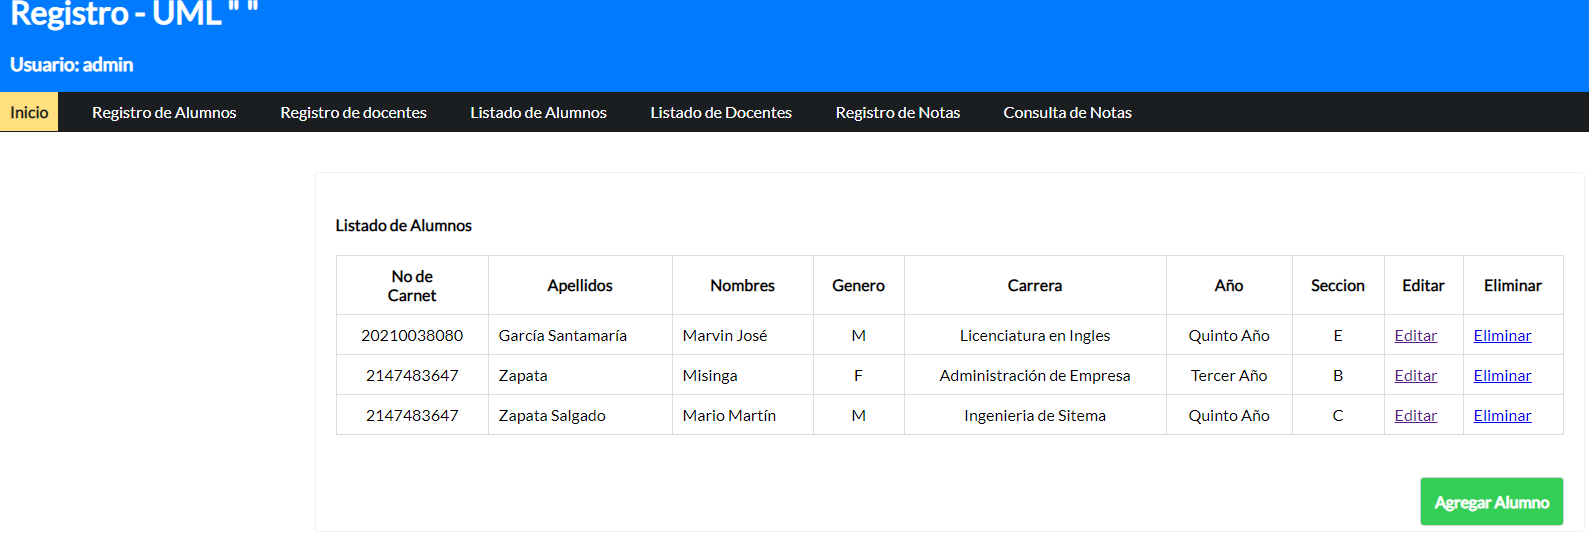 Registro - UML " "
Usuario: admin
Inicio Registro de Alumnos Registro de docentes Listado de Alumnos Listado de Docentes Registro de Notas Consulta de Notas
Listado de Alumnos
No de Carnet Apellidos Nombres Genero Carrera Año Seccion Editar Eliminar
20210038080 García Santamaría Marvin José M Licenciatura en Ingles Quinto Año E Editar Eliminar
2147483647 Zapata Misinga F Administración de Empresa Tercer Año B Editar Eliminar
2147483647 Zapata Salgado Mario Martín M Ingenieria de Sitema Quinto Año C Editar Eliminar
Agregar Alumno